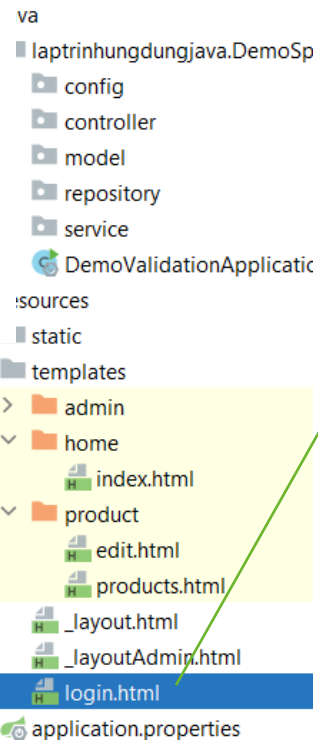 va
laptrinhungdungjava.DemoSp
config
controller
model
repository
service
DemoValidationApplicatio
esources
static
templates
admin
home
index.html
product
edit.html
products.html
_layout.html
_layoutAdmin.html
login.html
application.properties